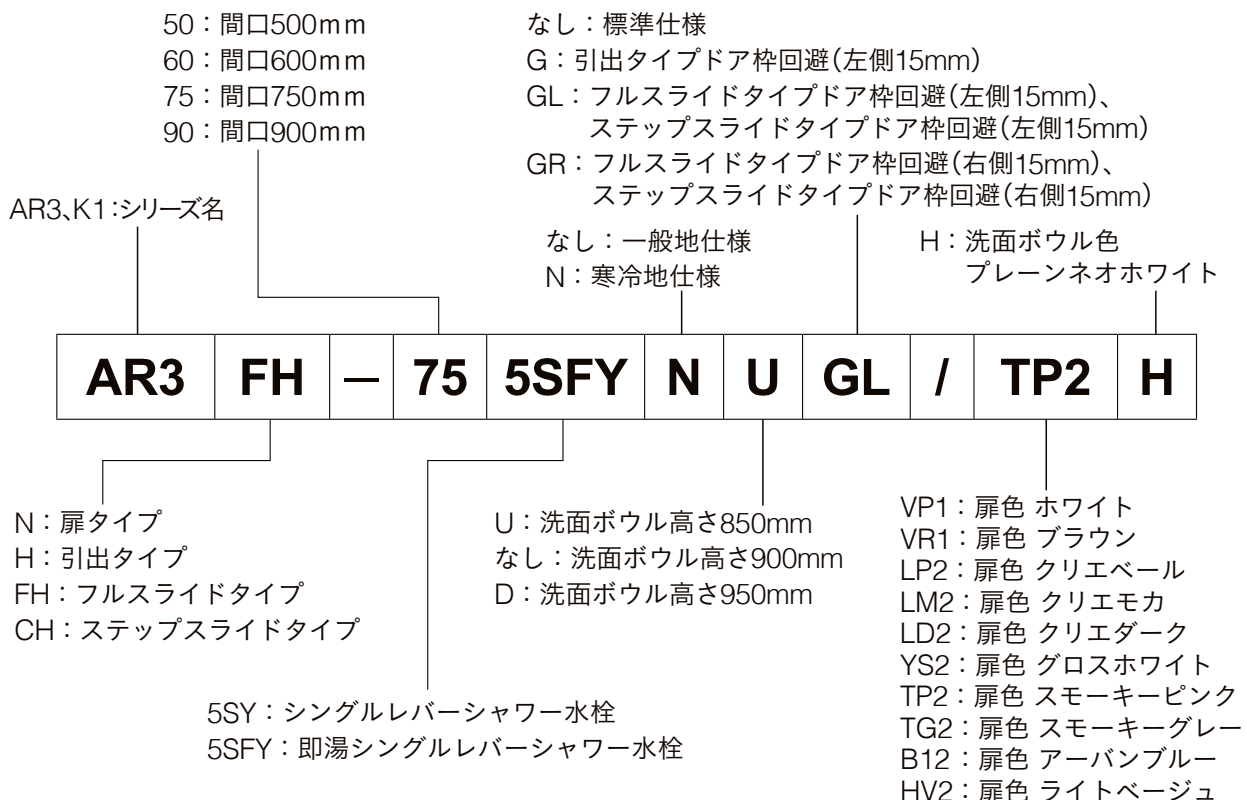 50：間口500mm
60：間口600mm
75：間口750mm
90：間口900mm
なし：標準仕様
G：引出タイプドア枠回避(左側15mm)
GL：フルスライドタイプドア枠回避(左側15mm)、
ステップスライドタイプドア枠回避(左側15mm)
GR：フルスライドタイプドア枠回避(右側15mm)、
ステップスライドタイプドア枠回避(右側15mm)
AR3、K1：シリーズ名
なし：一般地仕様
N：寒冷地仕様
H：洗面ボウル色
プレーンネオホワイト
AR3 FH － 75 5SFY N U GL / TP2 H
N：扉タイプ
H：引出タイプ
FH：フルスライドタイプ
CH：ステップスライドタイプ
5SY：シングルレバーシャワー水栓
5SFY：即湯シングルレバーシャワー水栓
U：洗面ボウル高さ850mm
なし：洗面ボウル高さ900mm
D：洗面ボウル高さ950mm
VP1：扉色 ホワイト
VR1：扉色 ブラウン
LP2：扉色 クリエペール
LM2：扉色 クリエモカ
LD2：扉色 クリエダーク
YS2：扉色 グロスホワイト
TP2：扉色 スモーキーピンク
TG2：扉色 スモーキーグレー
B12：扉色 アーバンブルー
HV2：扉色 ライトベージュ